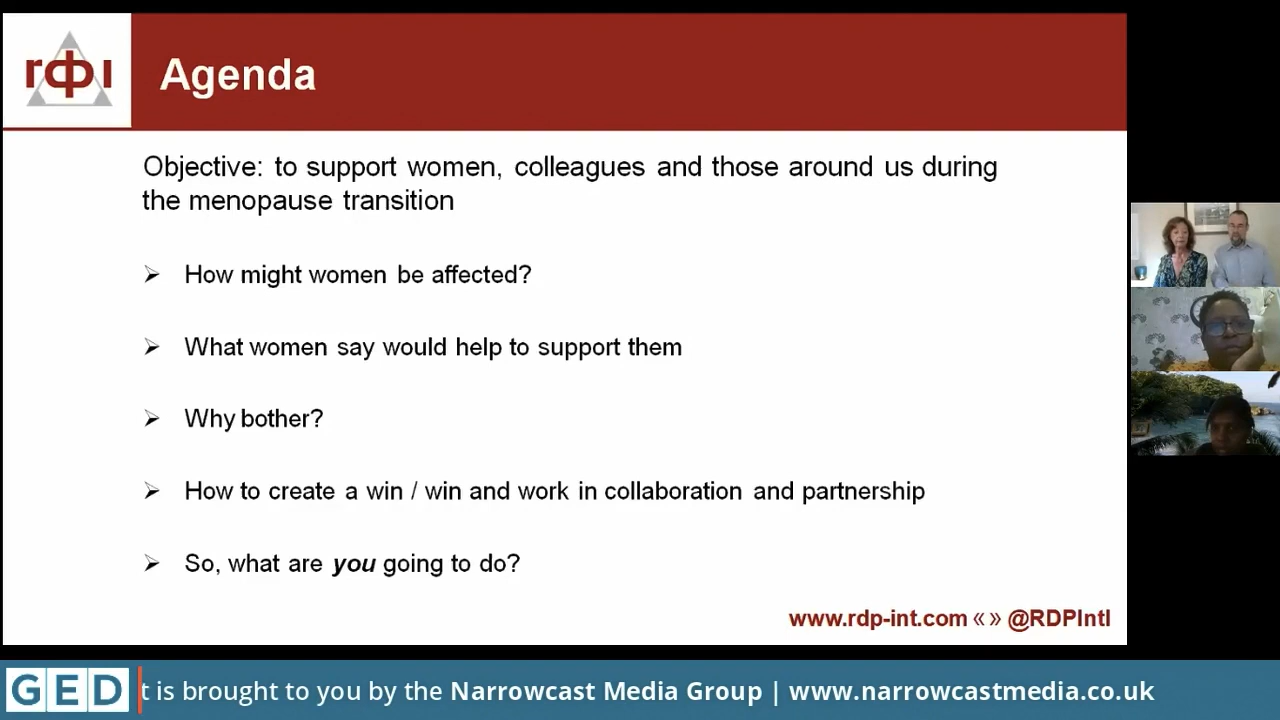 rфı
Agenda
Objective: to support women, colleagues and those around us during
the menopause transition
➢ How might women be affected?
➢ What women say would help to support them
➢ Why bother?
➢ How to create a win / win and work in collaboration and partnership
➢ So, what are you going to do?
www.rdp-int.com «» @RDPIntl
GED t is brought to you by the Narrowcast Media Group | www.narrowcastmedia.co.uk